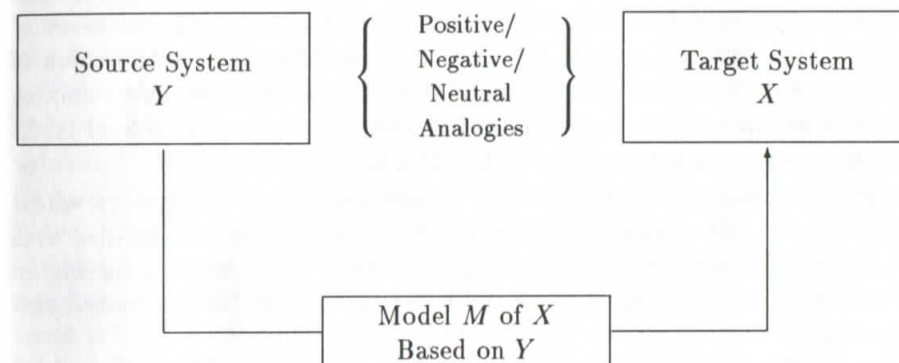 Source System
Y
Positive/
Negative/
Neutral
Analogies
Target System
X
Model M of X
Based on Y